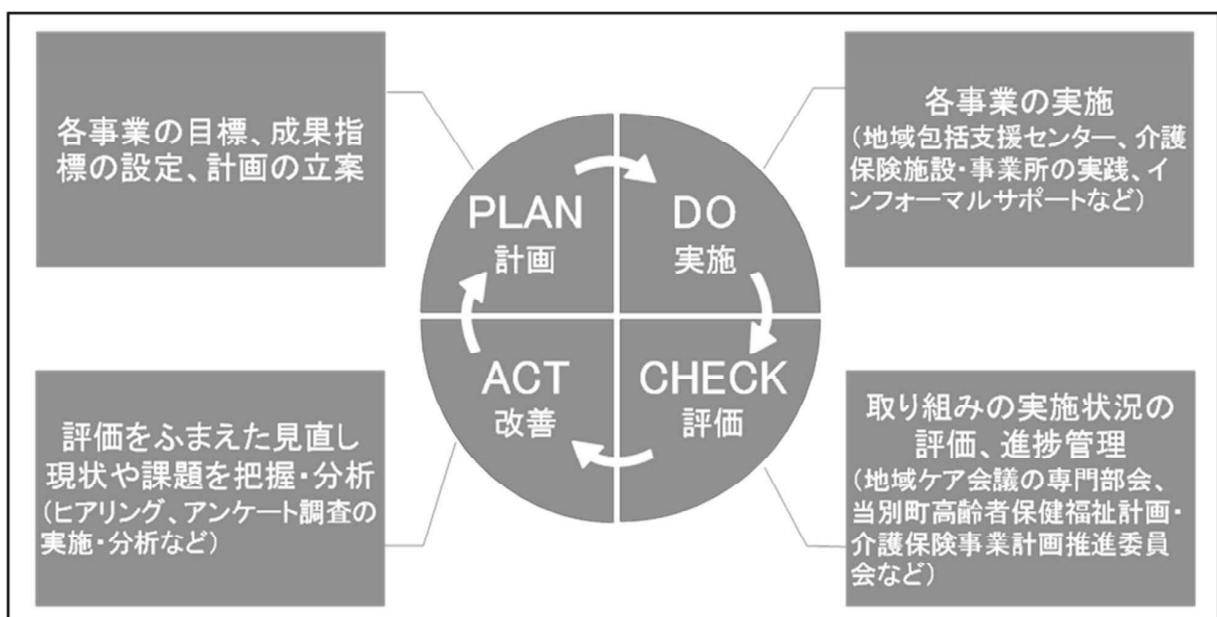 各事業の目標、成果指
標の設定、計画の立案
各事業の実施
(地域包括支援センター、介護
保険施設・事業所の実践、イ
ンフォーマルサポートなど)
PLAN
計画
DO
実施
ACT
改善
CHECK
評価
評価をふまえた見直し
現状や課題を把握・分析
(ヒアリング、アンケート調査の
実施・分析など)
取り組みの実施状況の
評価、進捗管理
(地域ケア会議の専門部会、
当別町高齢者保健福祉計画・
介護保険事業計画推進委員
会など)